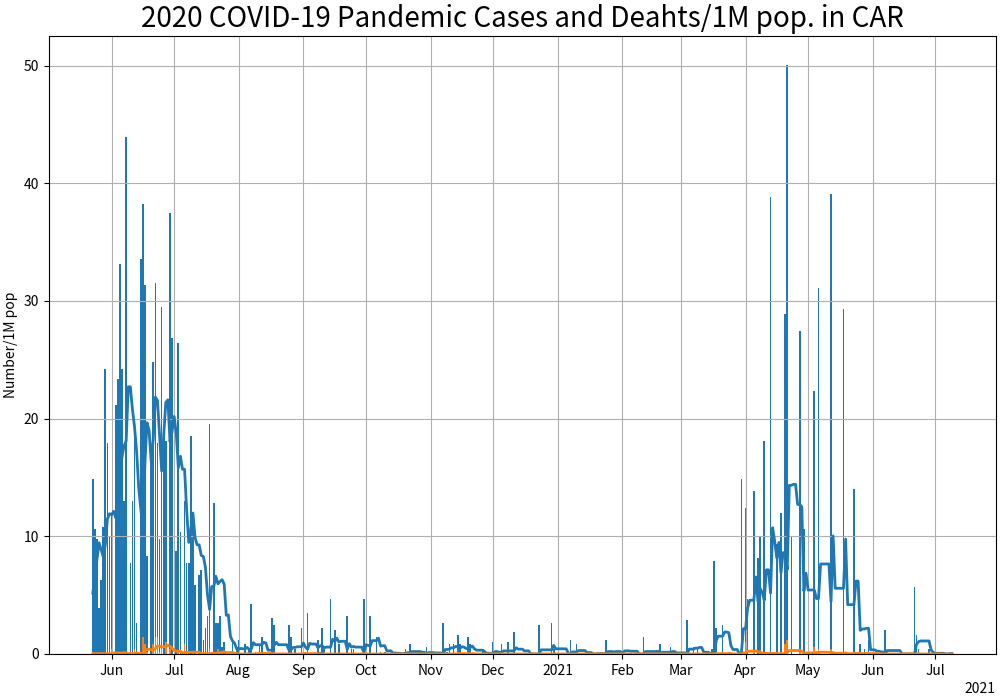 2020 COVID-19 Pandemic Cases and Deahts/1M pop. in CAR
Number/1M pop
50
40
30
20
10
0
Jun Jul Aug Sep Oct Nov Dec 2021 Feb Mar Apr May Jun Jul
2021